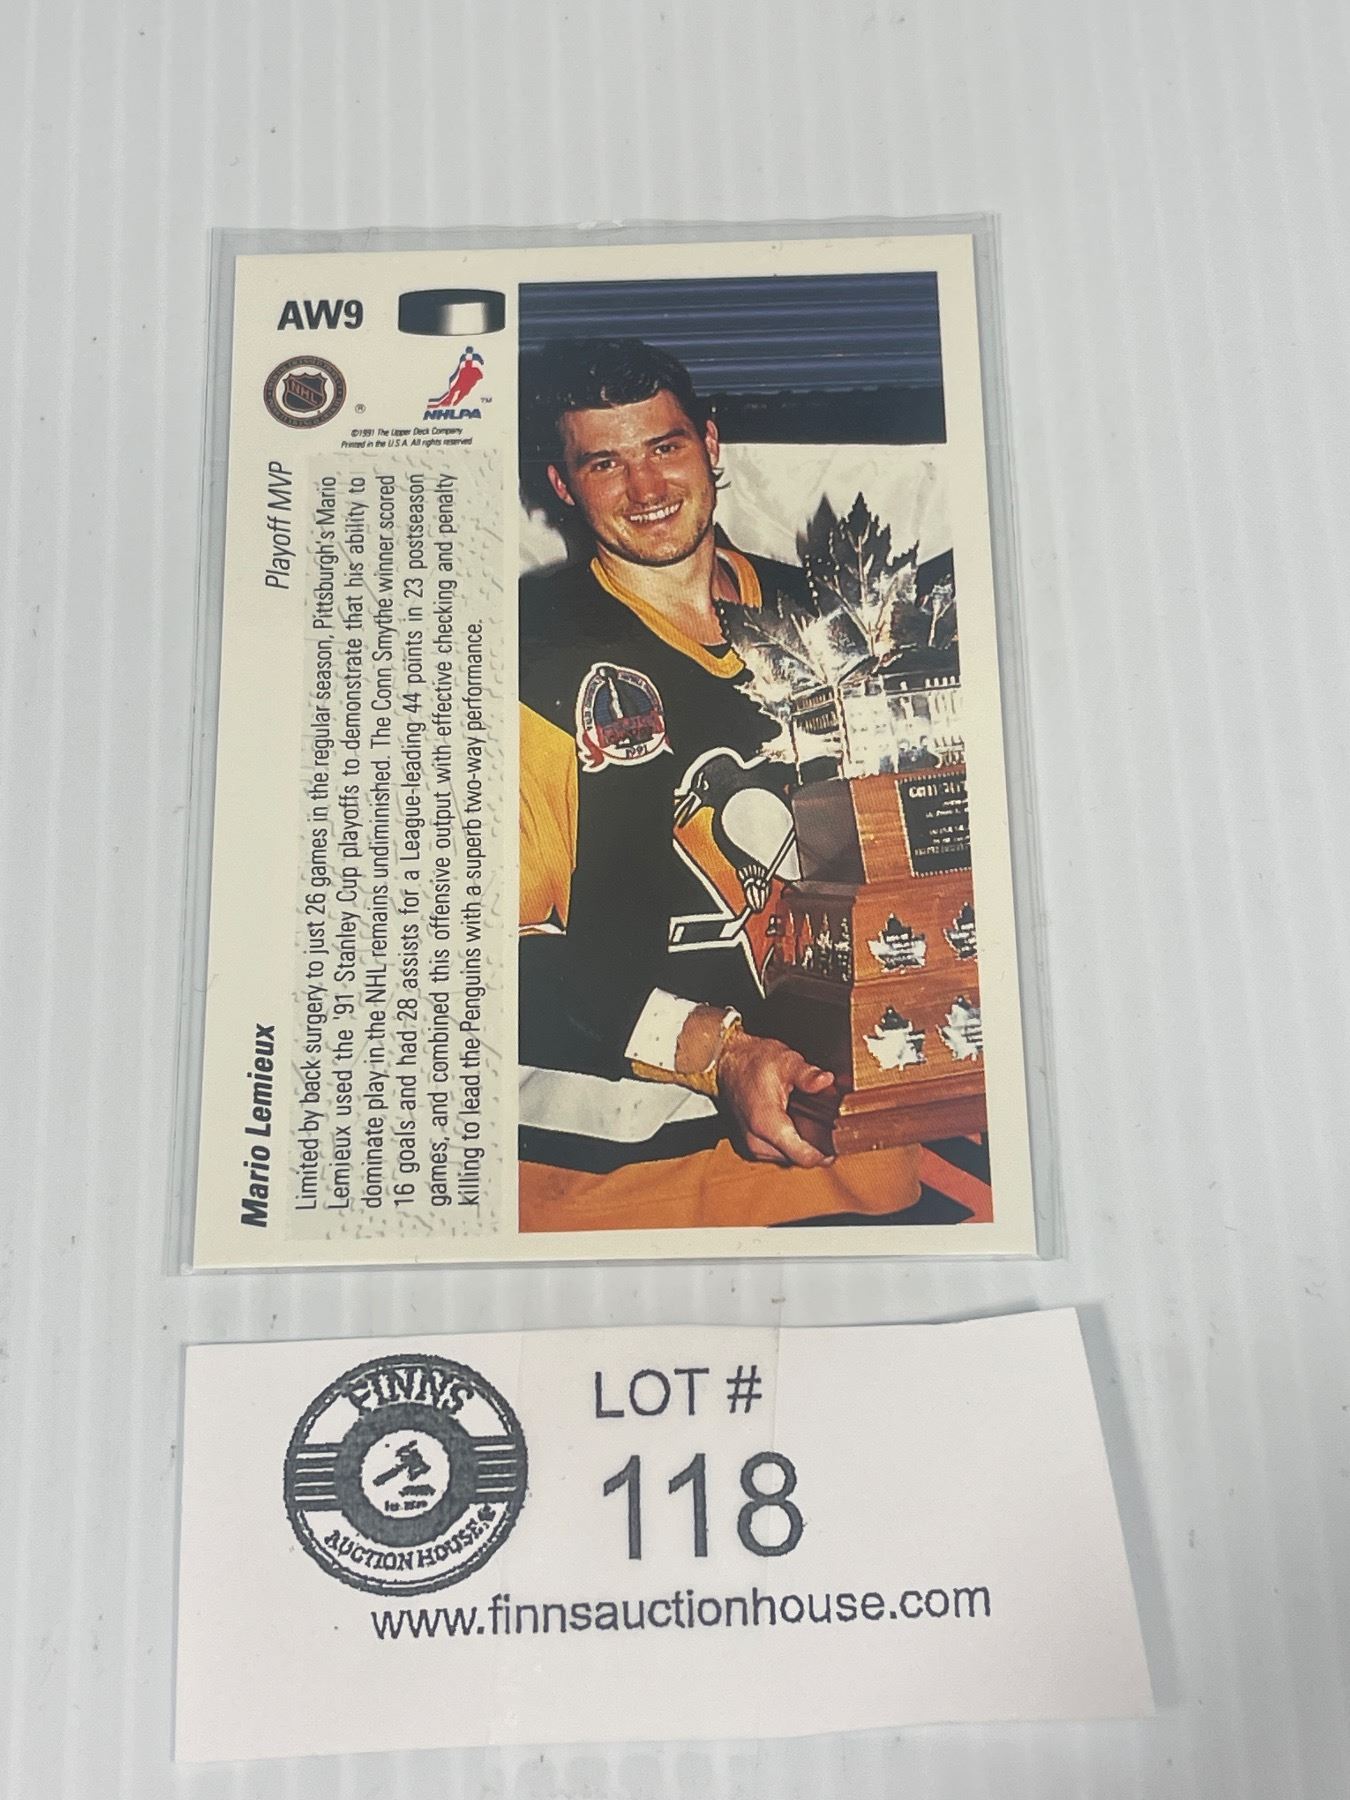 AW9
NHL
®
NHLPA
TM
©1991 The Upper Deck Company
Printed in the U.S.A. All rights reserved
Mario Lemieux
Playoff MVP
Limited by back surgery to just 26 games in the regular season, Pittsburgh's Mario
Lemieux used the '91 Stanley Cup playoffs to demonstrate that his ability to
dominate play in the NHL remains undiminished. The Conn Smythe winner scored
16 goals and had 28 assists for a League-leading 44 points in 23 postseason
games, and combined this offensive output with effective checking and penalty
killing to lead the Penguins with a superb two-way performance.
1991
FINNS
AUCTION HOUSE
LOT #
118
www.finnsauctionhouse.com